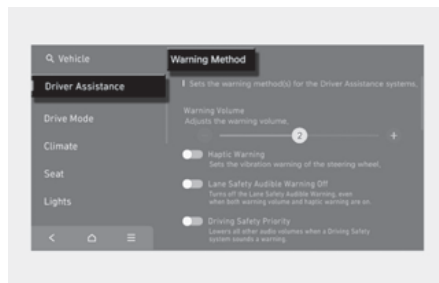 Vehicle
Warning Method
Driver Assistance
Sets the warning method(s) for the Driver Assistance systems.
Drive Mode
Warning Volume
Adjusts the warning volume.
2
Climate
Haptic Warning
Sets the vibration warning of the steering wheel.
Seat
Lane Safety Audible Warning Off
Turns off the Lane Safety Audible Warning, even
when both warning volume and haptic warning are on.
Lights
Driving Safety Priority
Lowers all other audio volumes when a Driving Safety
system sounds a warning.